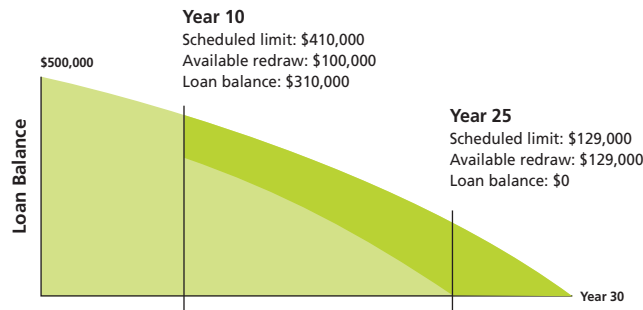 Year 10
Scheduled limit: $410,000
Available redraw: $100,000
Loan balance: $310,000
$500,000
Year 25
Scheduled limit: $129,000
Available redraw: $129,000
Loan balance: $0
Loan Balance
Year 30